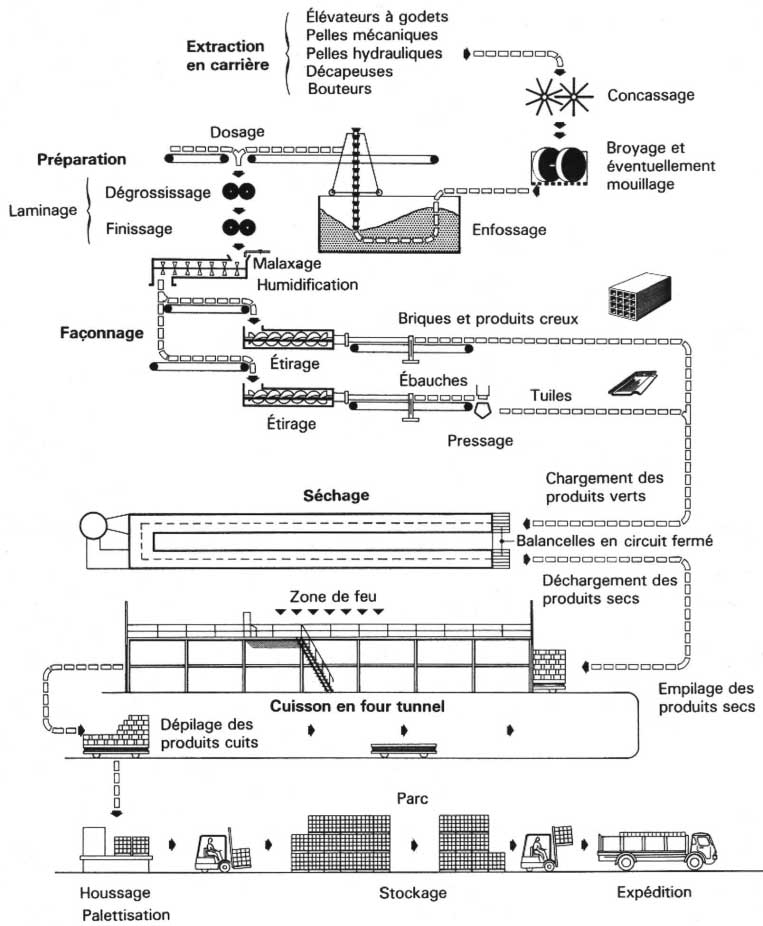 Extraction
en carrière
Élévateurs à godets
Pelles mécaniques
Pelles hydrauliques
Décapeuses
Bouteurs
Concassage
Broyage et
éventuellement
mouillage
Dosage
Préparation
Laminage
Dégrossissage
Finissage
Enfossage
Malaxage
Humidification
Façonnage
Briques et produits creux
Étirage
Ébauches
Tuiles
Étirage
Pressage
Chargement des
produits verts
Séchage
Balancelles en circuit fermé
Déchargement des
produits secs
Zone de feu
Empilage des
produits secs
Cuisson en four tunnel
Dépilage des
produits cuits
Parc
Houssage
Palettisation
Stockage
Expédition